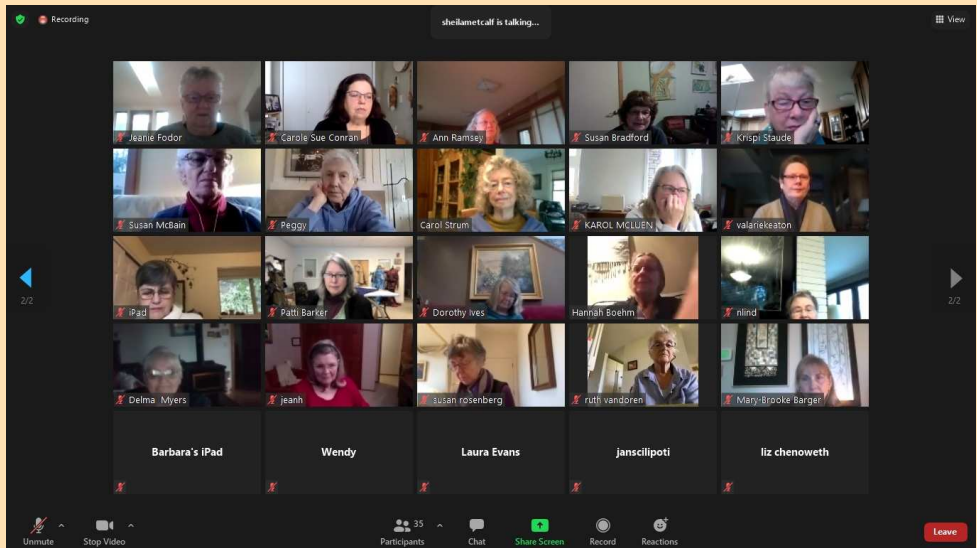 Recording
sheilametcalf is talking...
View
Jeanie Fodor
Carole Sue Conran
Ann Ramsey
Susan Bradford
Krispi Staude
Susan McBain
Peggy
Carol Strum
KAROL MCLUEN
valariekeaton
2/2
2/2
iPad
Patti Barker
Dorothy Ives
Hannah Boehm
nlind
Delma Myers
jeanh
susan rosenberg
ruth vandoren
Mary-Brooke Barger
Barbara's iPad
Wendy
Laura Evans
janscilipoti
liz chenoweth
Unmute
Stop Video
35
Participants
Chat
Share Screen
Record
Reactions
Leave